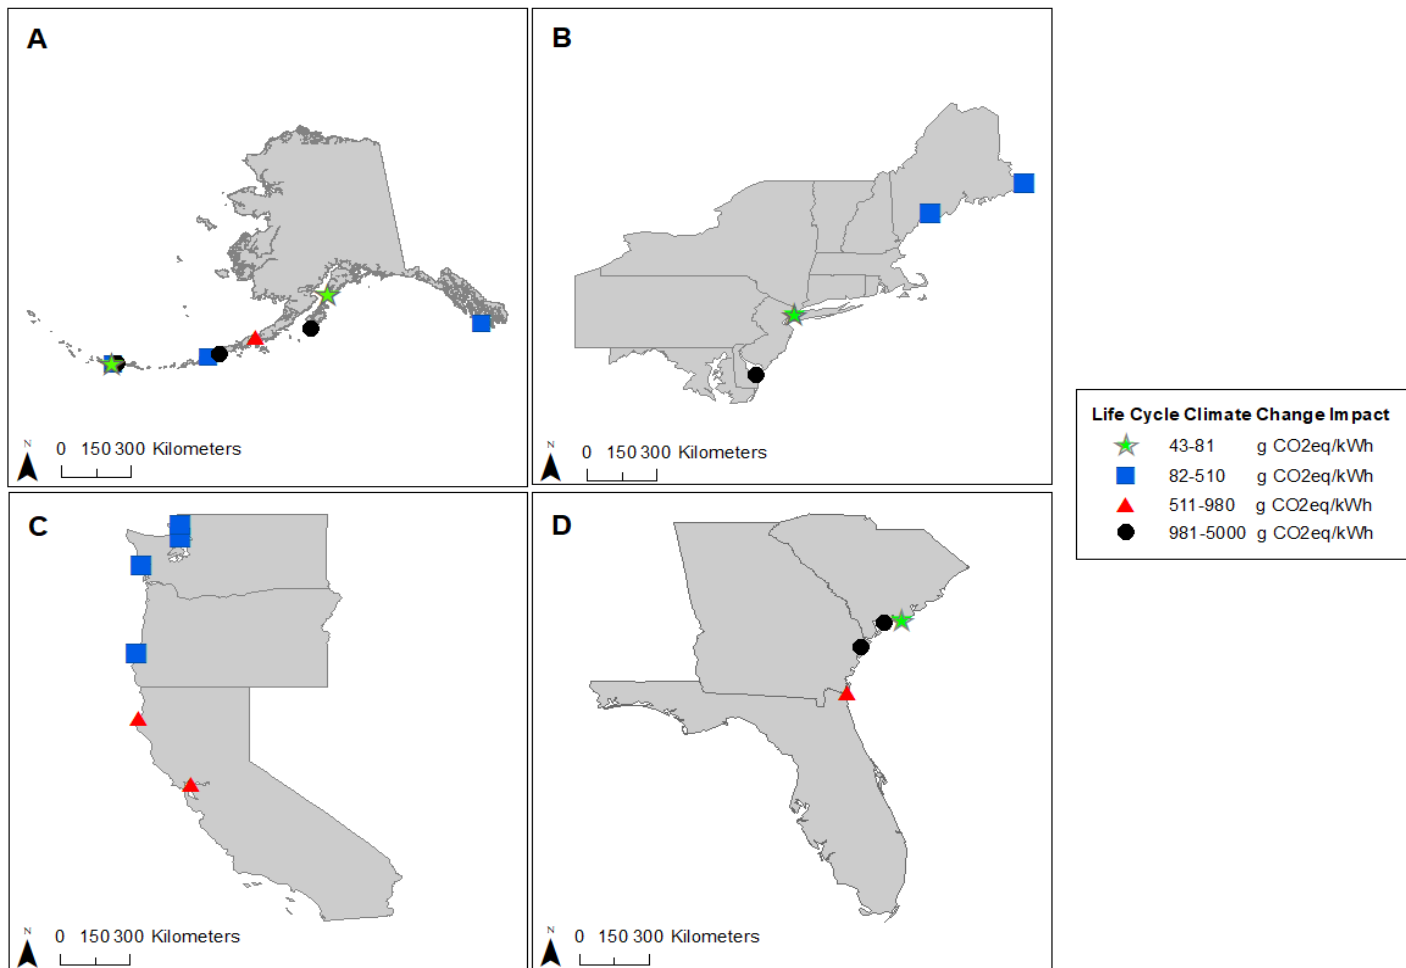 A
N
0 150 300 Kilometers
B
N
0 150 300 Kilometers
C
N
0 150 300 Kilometers
D
N
0 150 300 Kilometers
Life Cycle Climate Change Impact
43-81 g CO2eq/kWh
82-510 g CO2eq/kWh
511-980 g CO2eq/kWh
981-5000 g CO2eq/kWh